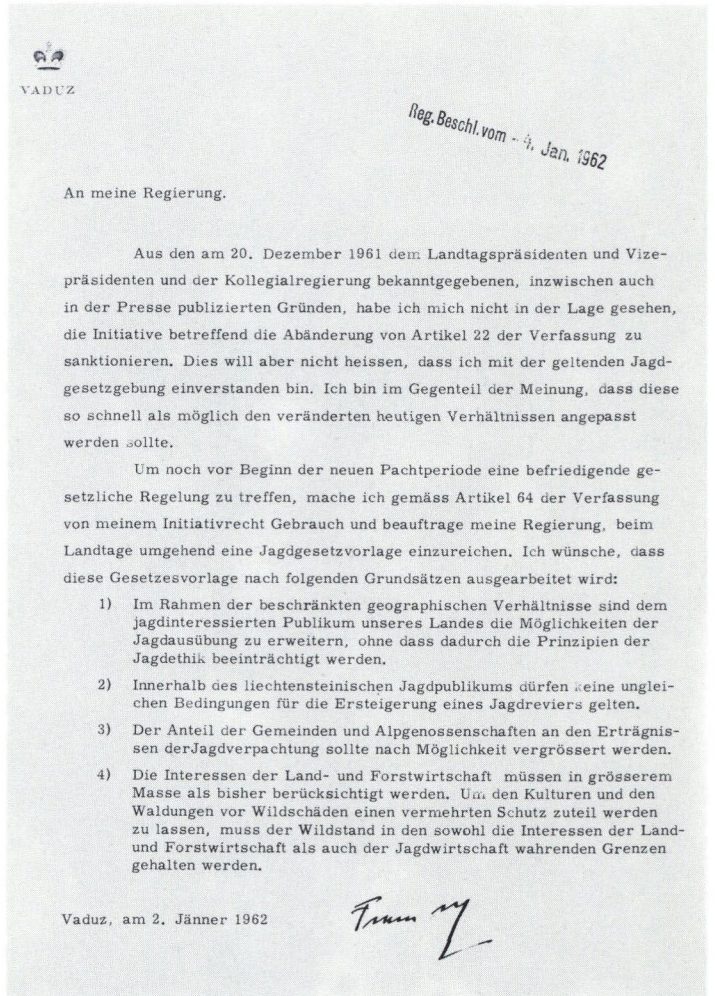 VADUZ
Reg. Beschl. vom - 4. Jan. 1962
An meine Regierung.
Aus den am 20. Dezember 1961 dem Landtagspräsidenten und Vize-
präsidenten und der Kollegialregierung bekanntgegebenen, inzwischen auch
in der Presse publizierten Gründen, habe ich mich nicht in der Lage gesehen,
die Initiative betreffend die Abänderung von Artikel 22 der Verfassung zu
sanktionieren. Dies will aber nicht heissen, dass ich mit der geltenden Jagd-
gesetzgebung einverstanden bin. Ich bin im Gegenteil der Meinung, dass diese
so schnell als möglich den veränderten heutigen Verhältnissen angepasst
werden sollte.
Um noch vor Beginn der neuen Pachtperiode eine befriedigende ge-
setzliche Regelung zu treffen, mache ich gemäss Artikel 64 der Verfassung
von meinem Initiativrecht Gebrauch und beauftrage meine Regierung, beim
Landtage umgehend eine Jagdgesetzvorlage einzureichen. Ich wünsche, dass
diese Gesetzesvorlage nach folgenden Grundsätzen ausgearbeitet wird:
1) Im Rahmen der beschränkten geographischen Verhältnisse sind dem
jagdinteressierten Publikum unseres Landes die Möglichkeiten der
Jagdausübung zu erweitern, ohne dass dadurch die Prinzipien der
Jagdethik beeinträchtigt werden.
2) Innerhalb des liechtensteinischen Jagdpublikums dürfen keine unglei-
chen Bedingungen für die Ersteigerung eines Jagdreviers gelten.
3) Der Anteil der Gemeinden und Alpgenossenschaften an den Erträgnis-
sen derJagdverpachtung sollte nach Möglichkeit vergrössert werden.
4) Die Interessen der Land- und Forstwirtschaft müssen in grösserem
Masse als bisher berücksichtigt werden. Um den Kulturen und den
Waldungen vor Wildschäden einen vermehrten Schutz zuteil werden
zu lassen, muss der Wildstand in den sowohl die Interessen der Land-
und Forstwirtschaft als auch der Jagdwirtschaft wahrenden Grenzen
gehalten werden.
Vaduz, am 2. Jänner 1962